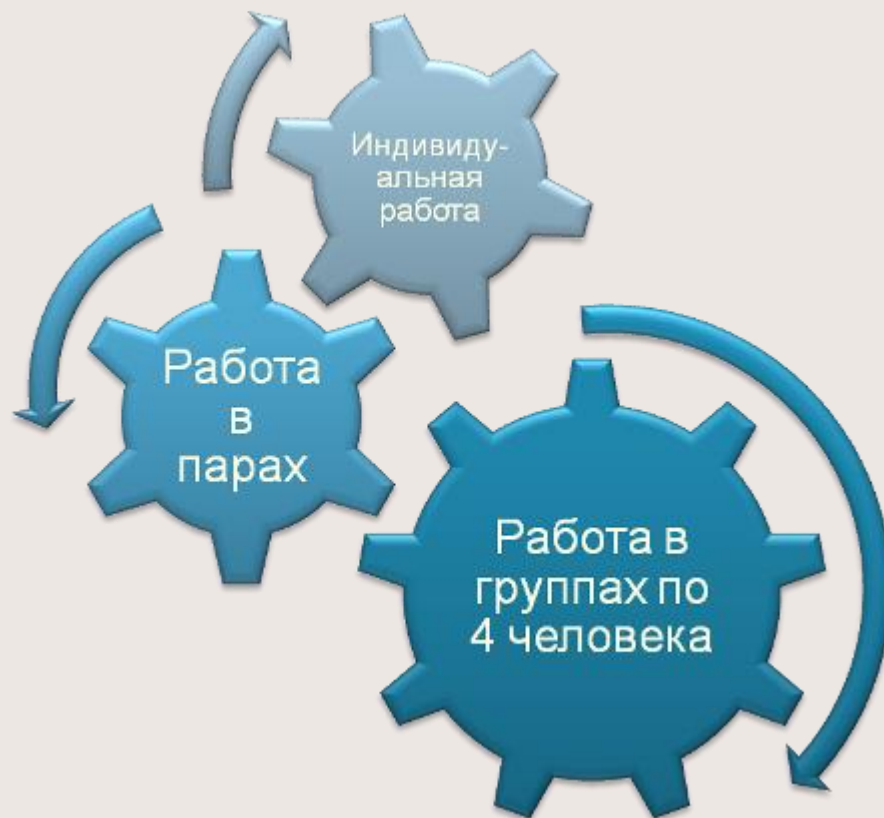 Индивиду-
альная
работа
Работа
в
парах
Работа в
группах по
4 человека